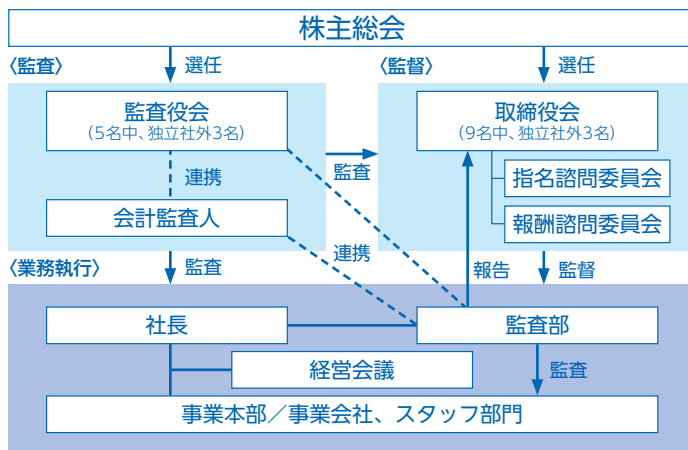 株主総会
〈監査〉
選任
〈監督〉
選任
監査役会
(5名中、独立社外3名)
取締役会
(9名中、独立社外3名)
連携
監査
指名諮問委員会
会計監査人
報酬諮問委員会
連携
〈業務執行〉
監査
報告
監督
社長
監査部
経営会議
監査
事業本部／事業会社、スタッフ部門